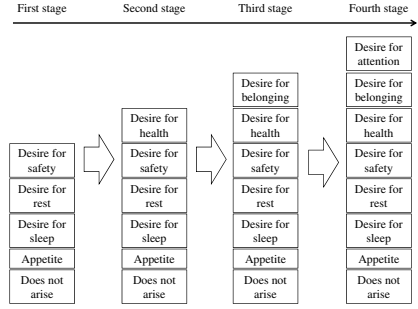 First stage
Second stage
Third stage
Fourth stage
Desire for
safety
Desire for
rest
Desire for
sleep
Appetite
Does not
arise
Desire for
health
Desire for
safety
Desire for
rest
Desire for
sleep
Appetite
Does not
arise
Desire for
belonging
Desire for
health
Desire for
safety
Desire for
rest
Desire for
sleep
Appetite
Does not
arise
Desire for
attention
Desire for
belonging
Desire for
health
Desire for
safety
Desire for
rest
Desire for
sleep
Appetite
Does not
arise